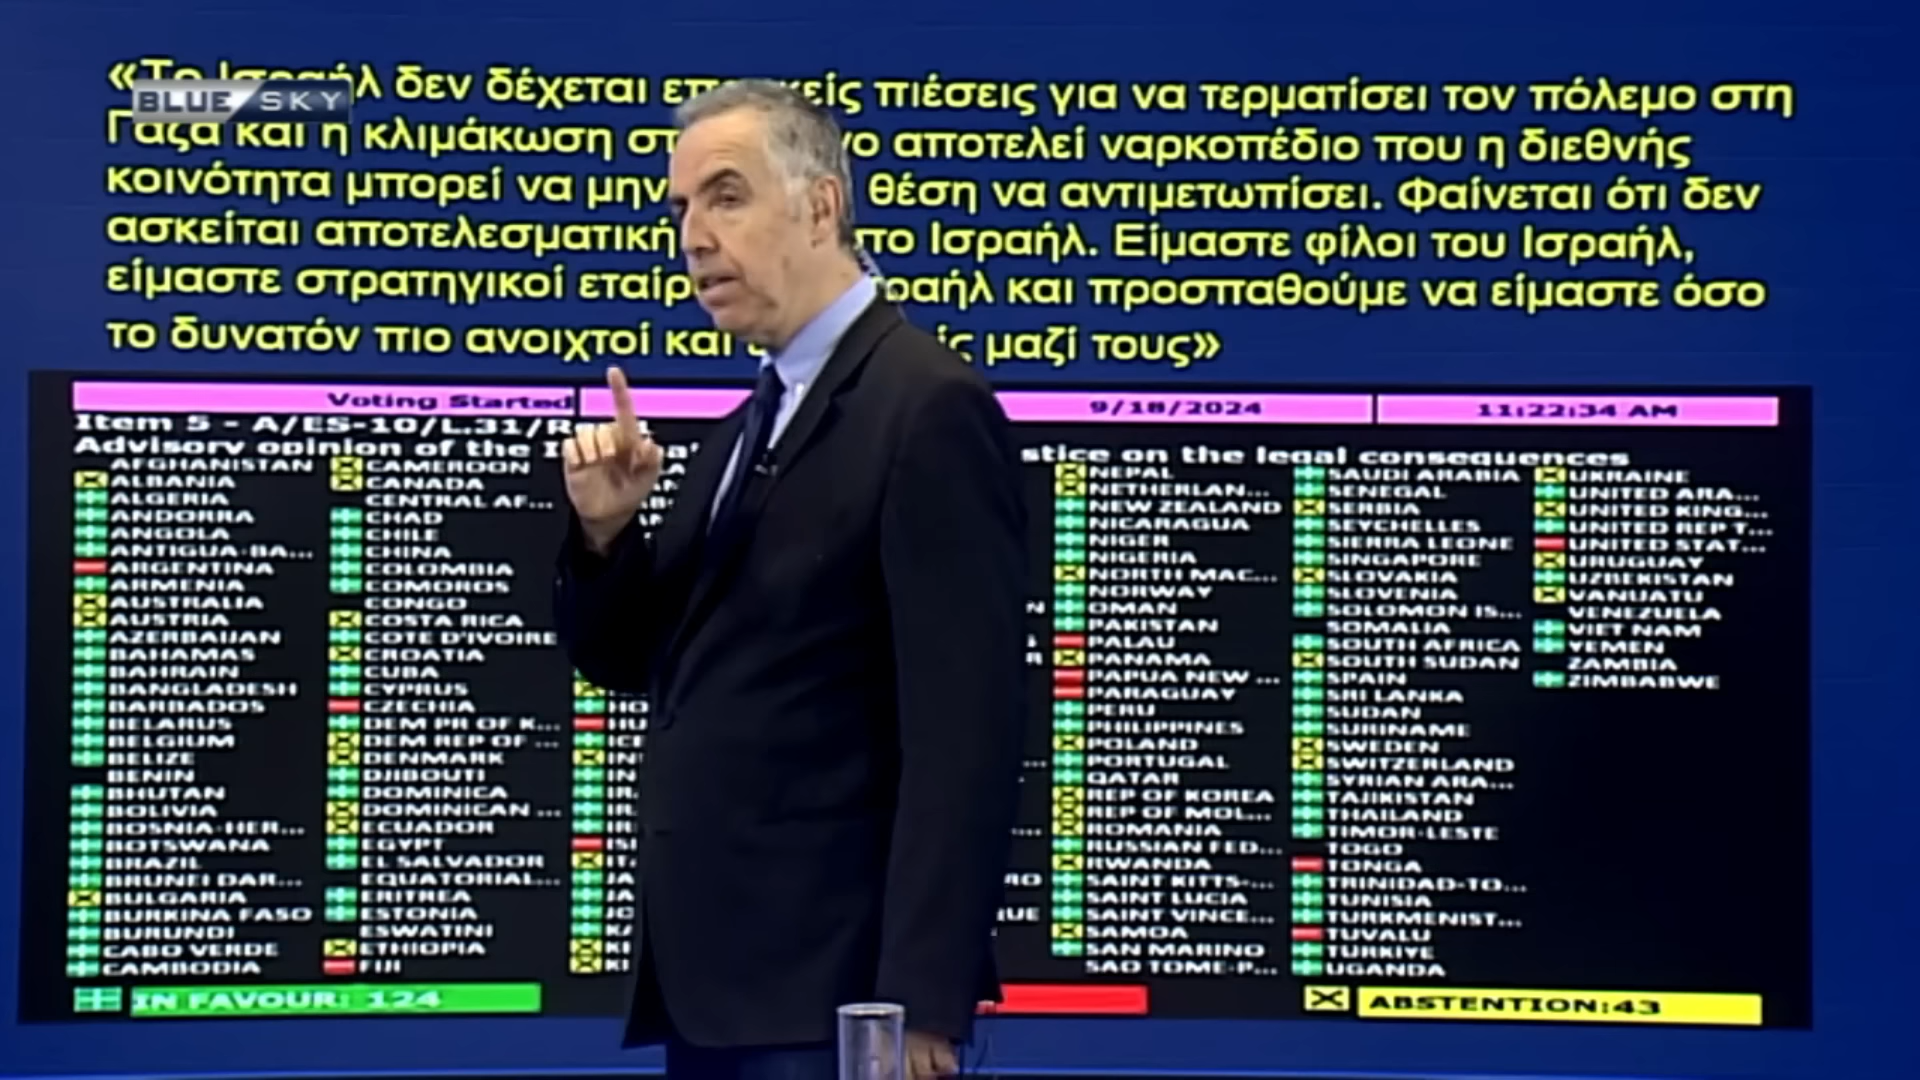 BLUE SKY
«Το Ισραήλ δεν δέχεται πιέσεις για να τερματίσει τον πόλεμο στη
Γάζα και η κλιμάκωση αποτελεί ναρκοπέδιο που η διεθνής
κοινότητα μπορεί να μην θέση να αντιμετωπίσει. Φαίνεται ότι δεν
ασκείται αποτελεσματική στο Ισραήλ. Είμαστε φίλοι του Ισραήλ,
είμαστε στρατηγικοί και προσπαθούμε να είμαστε όσο
το δυνατόν πιο ανοιχτοί και μαζί τους»
Voting Started 9/18/2024 11:22:34 AM
Item 5 - A/ES-10/L.31/R
Advisory opinion of the on the legal consequences
AFGHANISTAN
ALBANIA
ALGERIA
ANDORRA
ANGOLA
ANTIGUA-BA...
ARGENTINA
ARMENIA
AUSTRALIA
AUSTRIA
AZERBAIJAN
BAHAMAS
BAHRAIN
BANGLADESH
BARBADOS
BELARUS
BELGIUM
BELIZE
BENIN
BHUTAN
BOLIVIA
BOSNIA-HER...
BOTSWANA
BRAZIL
BRUNEI DAR...
BULGARIA
BURKINA FASO
BURUNDI
CABO VERDE
CAMBODIA
CAMEROON
CANADA
CENTRAL AF...
CHAD
CHILE
CHINA
COLOMBIA
COMOROS
CONGO
COSTA RICA
COTE D'IVOIRE
CROATIA
CUBA
CYPRUS
CZECHIA
DEM PR OF K...
DEM REP OF ...
DENMARK
DJIBOUTI
DOMINICA
DOMINICAN ...
ECUADOR
EGYPT
EL SALVADOR
EQUATORIAL...
ERITREA
ESTONIA
ESWATINI
ETHIOPIA
FIJI
NEPAL
NETHERLAN...
NEW ZEALAND
NICARAGUA
NIGER
NIGERIA
NORTH MAC...
NORWAY
OMAN
PAKISTAN
PALAU
PANAMA
PAPUA NEW ...
PARAGUAY
PERU
PHILIPPINES
POLAND
PORTUGAL
QATAR
REP OF KOREA
REP OF MOL...
ROMANIA
RUSSIAN FED...
RWANDA
SAINT KITTS-...
SAINT LUCIA
SAINT VINCE...
SAMOA
SAN MARINO
SAO TOME-P...
SAUDI ARABIA
SENEGAL
SERBIA
SEYCHELLES
SIERRA LEONE
SINGAPORE
SLOVAKIA
SLOVENIA
SOLOMON IS...
SOMALIA
SOUTH AFRICA
SOUTH SUDAN
SPAIN
SRI LANKA
SUDAN
SURINAME
SWEDEN
SWITZERLAND
SYRIAN ARA...
TAJIKISTAN
THAILAND
TIMOR-LESTE
TOGO
TONGA
TRINIDAD-TO...
TUNISIA
TURKMENIST...
TUVALU
TÜRKİYE
UGANDA
UKRAINE
UNITED ARA...
UNITED KING...
UNITED REP T...
UNITED STAT...
URUGUAY
UZBEKISTAN
VANUATU
VENEZUELA
VIET NAM
YEMEN
ZAMBIA
ZIMBABWE
IN FAVOUR: 124
ABSTENTION:43